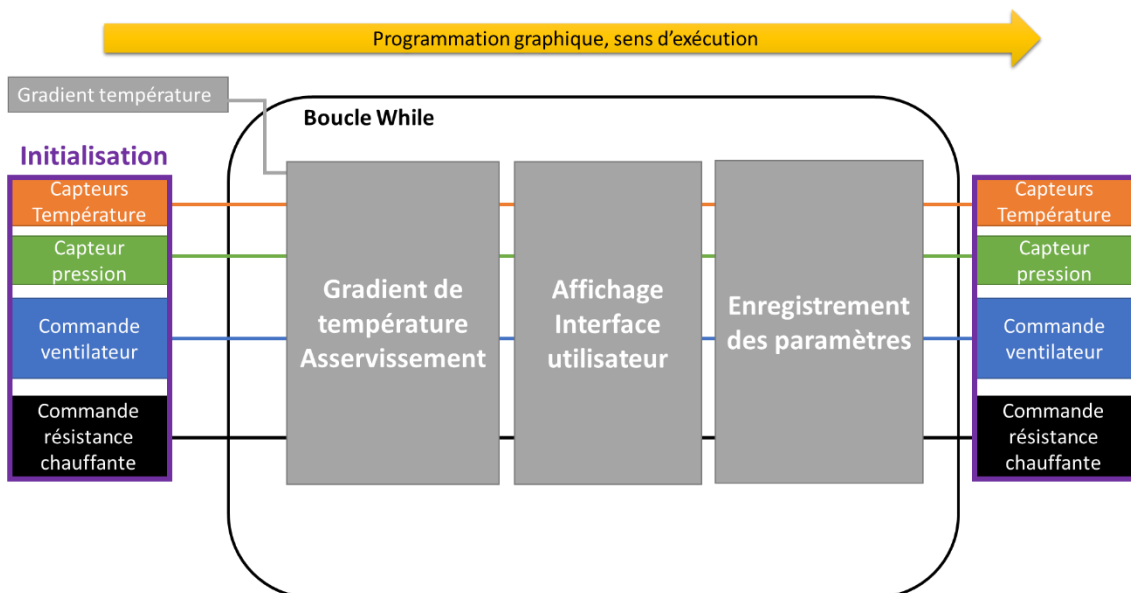 Programmation graphique, sens d'exécution
Gradient température
Boucle While
Initialisation
Capteurs
Température
Capteur
pression
Commande
ventilateur
Commande
résistance
chauffante
Gradient de
température
Asservissement
Affichage
Interface
utilisateur
Enregistrement
des paramètres
Capteurs
Température
Capteur
pression
Commande
ventilateur
Commande
résistance
chauffante